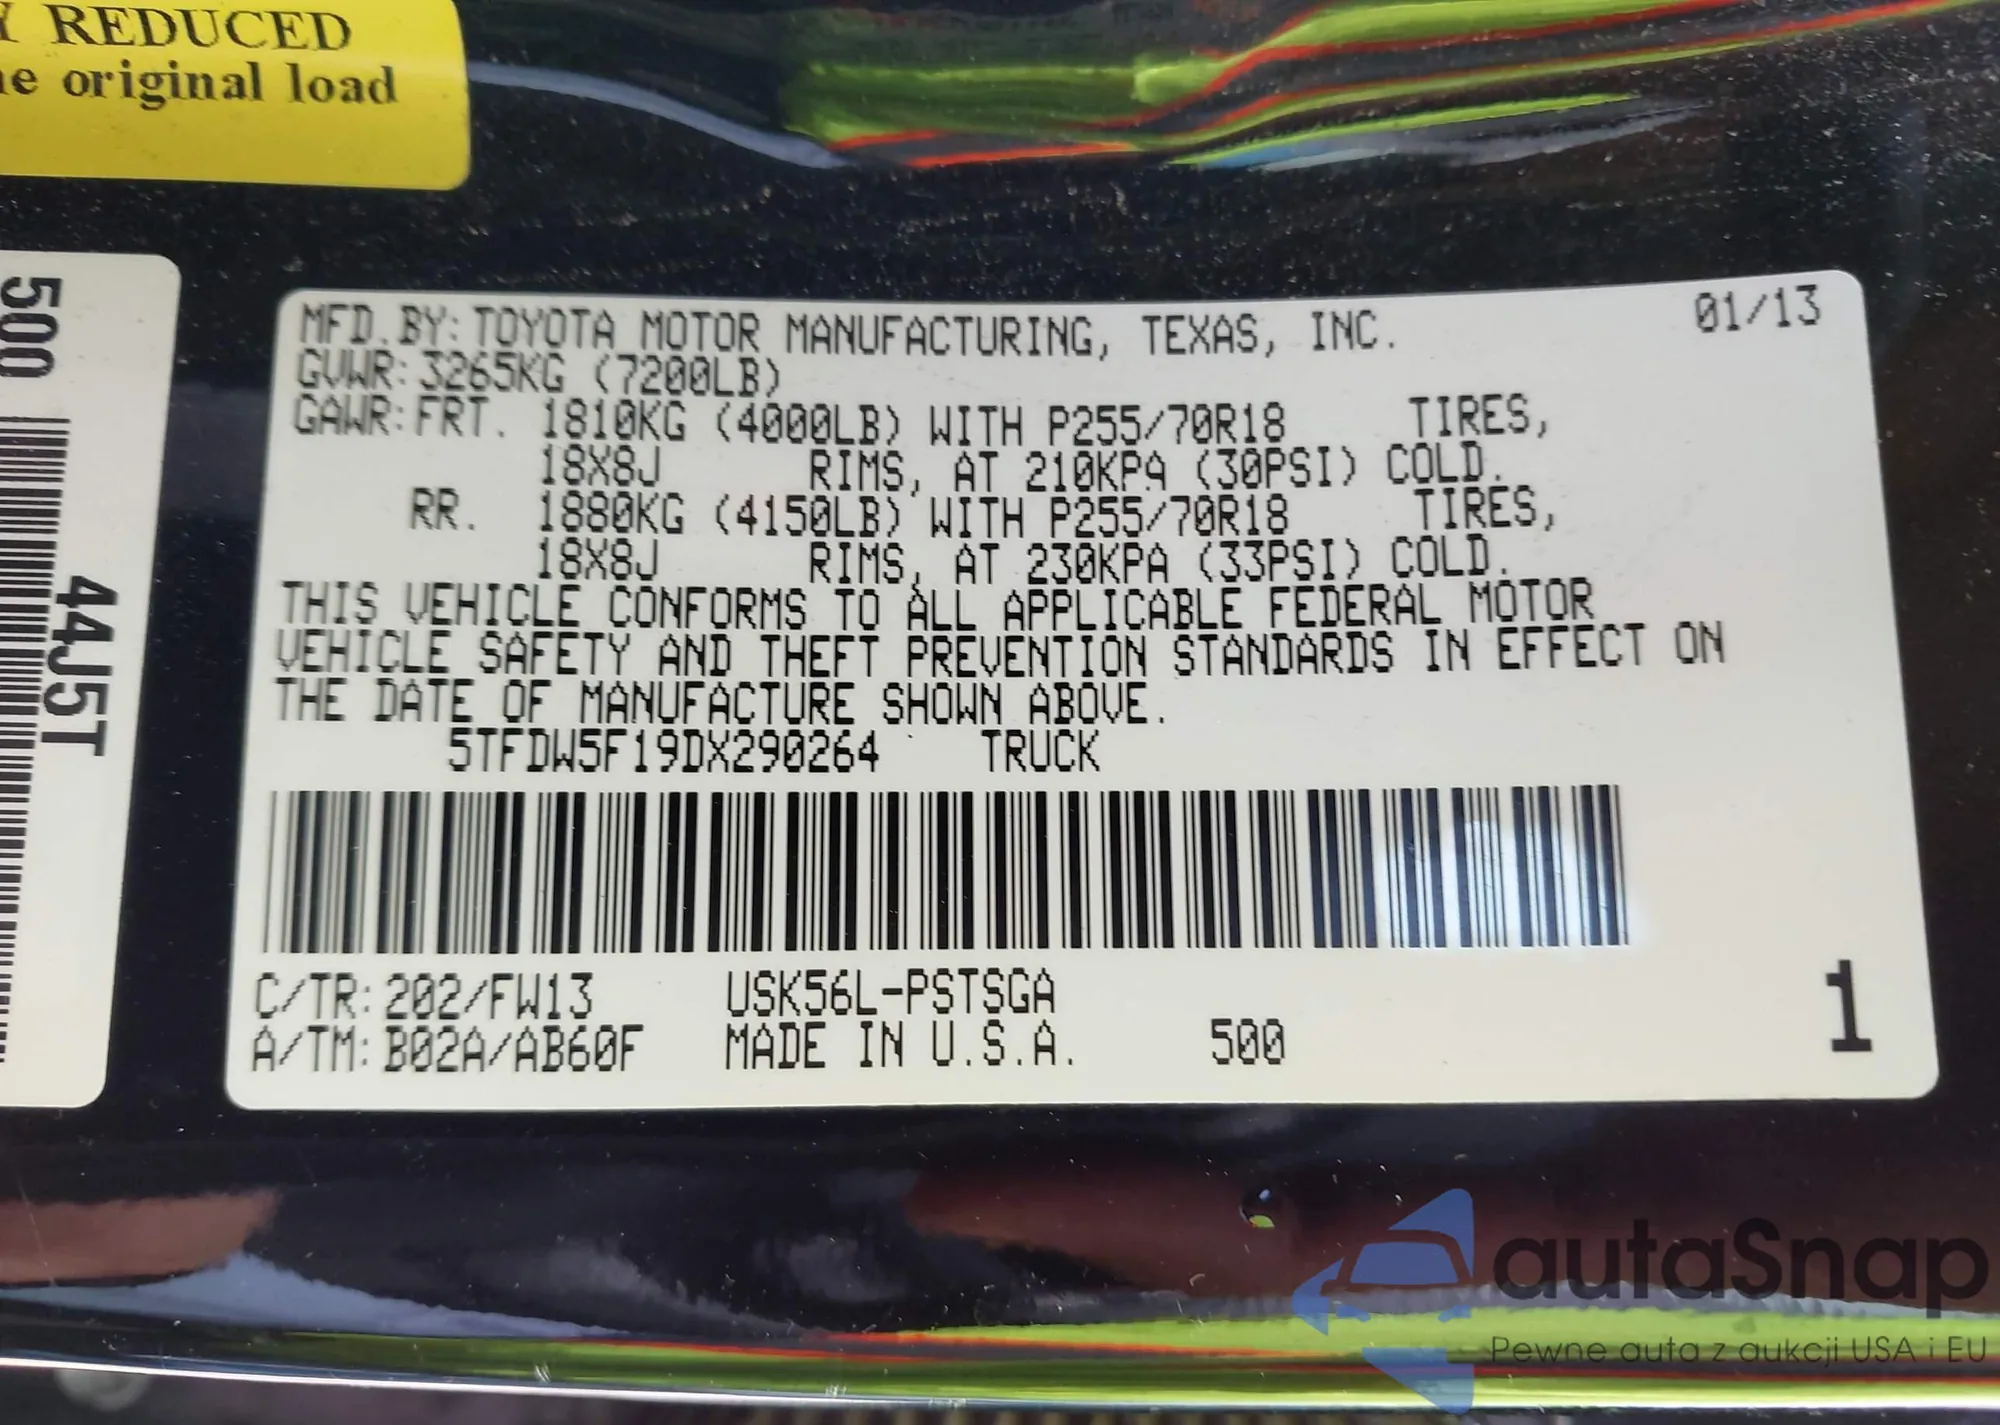 Y REDUCED
e original load
500
44J5T
MFD.BY: TOYOTA MOTOR MANUFACTURING, TEXAS, INC. 01/13
GVWR: 3265KG (7200LB)
GAWR: FRT. 1810KG (4000LB) WITH P255/70R18 TIRES,
18X8J RIMS, AT 210KPA (30PSI) COLD.
RR. 1880KG (4150LB) WITH P255/70R18 TIRES,
18X8J RIMS, AT 230KPA (33PSI) COLD.
THIS VEHICLE CONFORMS TO ALL APPLICABLE FEDERAL MOTOR
VEHICLE SAFETY AND THEFT PREVENTION STANDARDS IN EFFECT ON
THE DATE OF MANUFACTURE SHOWN ABOVE.
5TFDW5F19DX290264 TRUCK
C/TR: 202/FW13 USK56L-PSTSGA
A/TM: B02A/AB60F MADE IN U.S.A. 500
1
autaSnap
Pewne auta z aukcji USA i EU